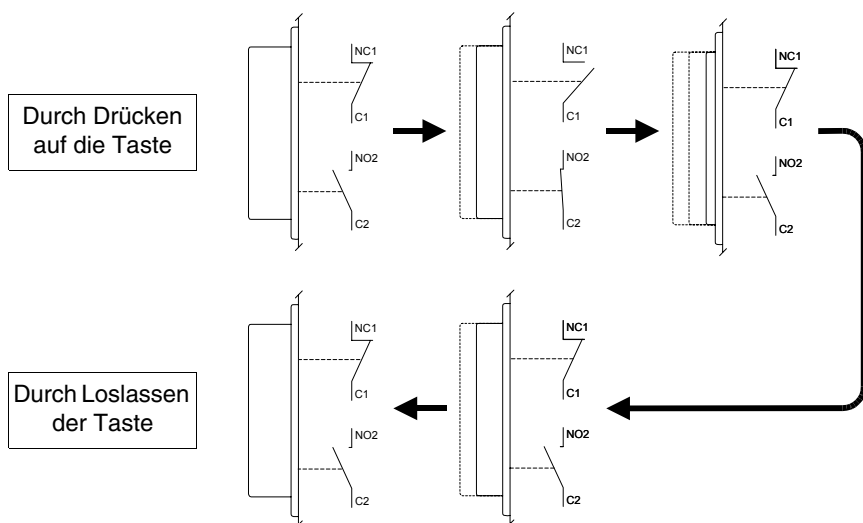 NC1
C1
NO2
C2
NC1
C1
NO2
C2
NC1
C1
NO2
C2
Durch Drücken
auf die Taste
NC1
C1
NO2
C2
NC1
C1
NO2
C2
Durch Loslassen
der Taste